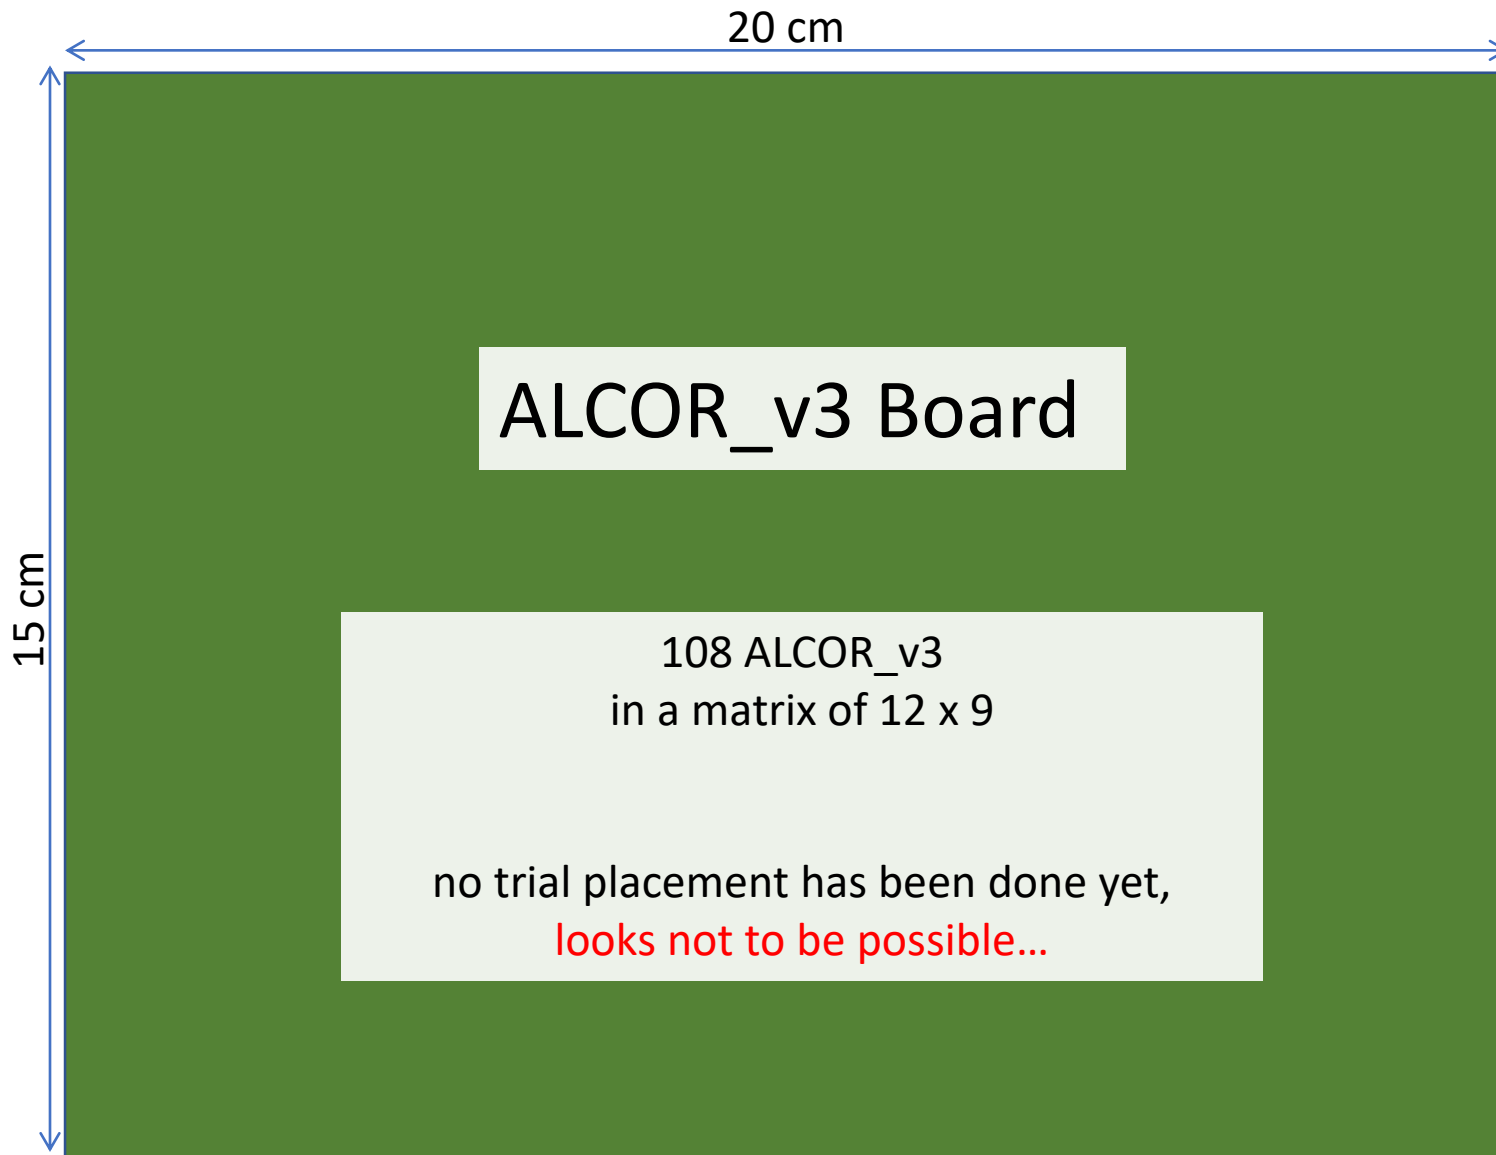 20 cm
15 cm
ALCOR_v3 Board
108 ALCOR_v3
in a matrix of 12 x 9
no trial placement has been done yet,
looks not to be possible…